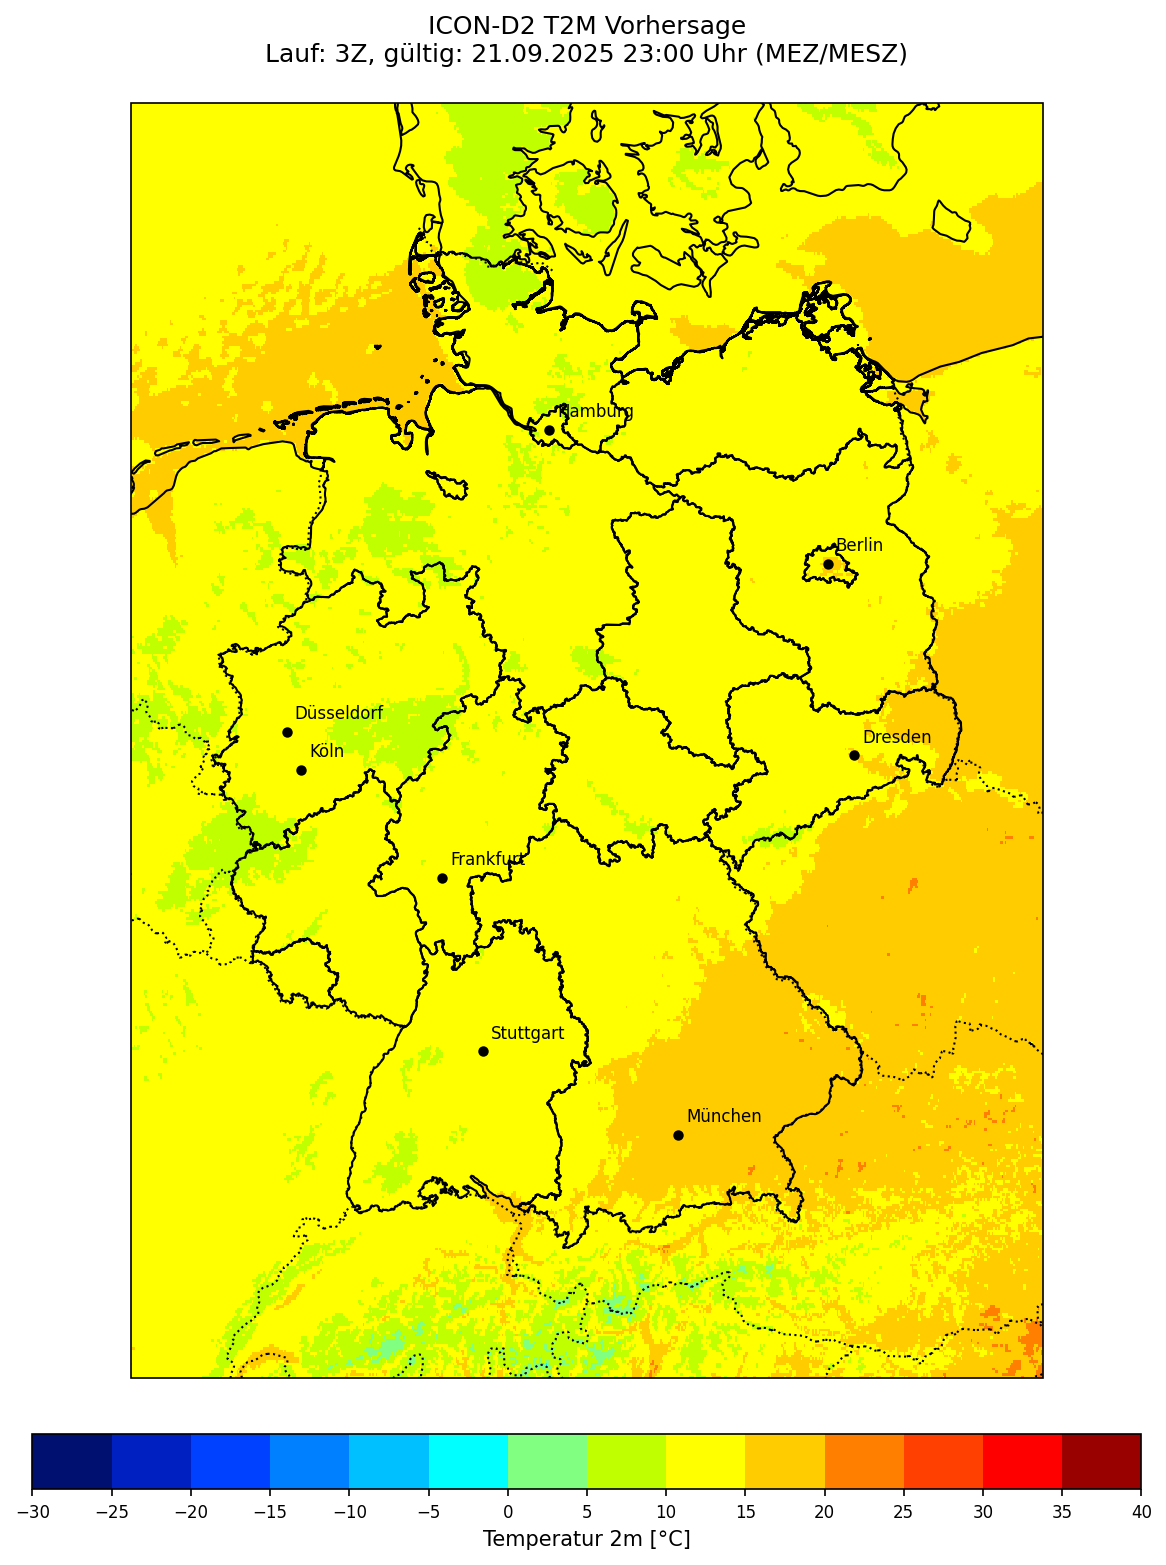 ICON-D2 T2M Vorhersage
Lauf: 3Z, gültig: 21.09.2025 23:00 Uhr (MEZ/MESZ)
Hamburg
Berlin
Düsseldorf
Dresden
Köln
Frankfurt
Stuttgart
München
−30 −25 −20 −15 −10 −5 0 5 10 15 20 25 30 35 40
Temperatur 2m [°C]